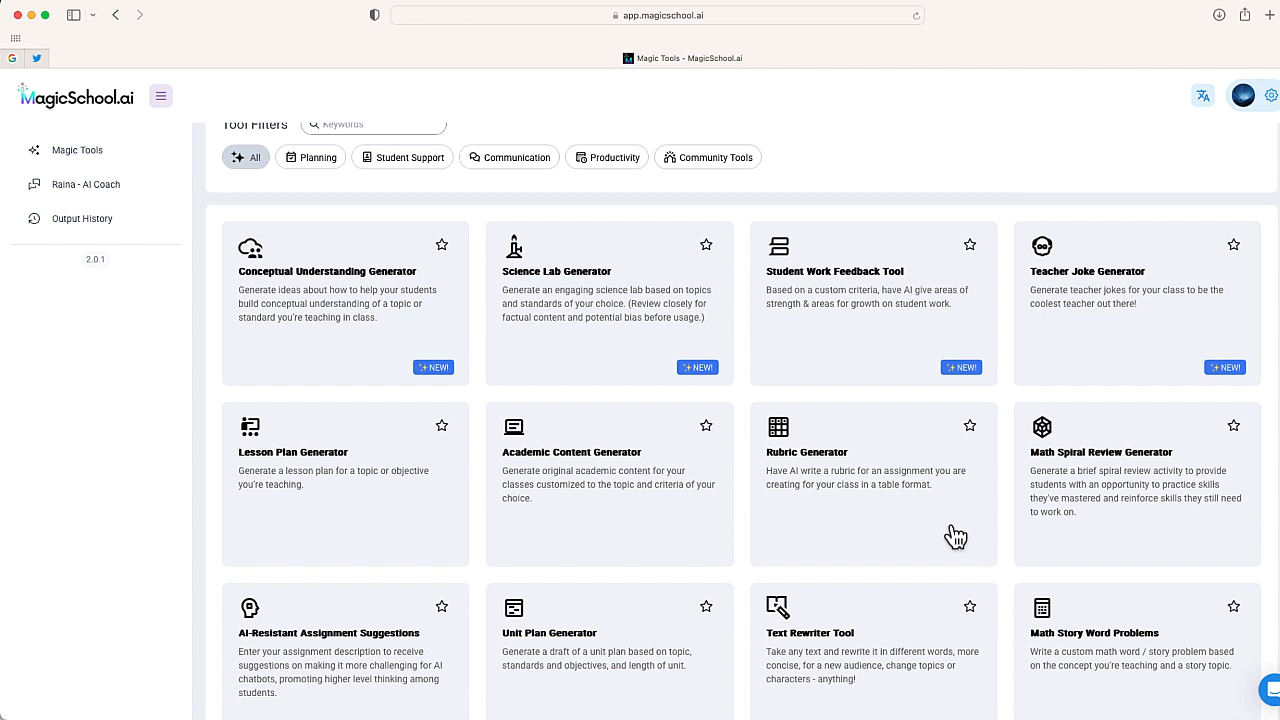 app.magicschool.ai
G
Magic Tools - MagicSchool.ai
MagicSchool.ai
Tool Filters
Keywords
Magic Tools
Raina - AI Coach
Output History
2.0.1
All
Planning
Student Support
Communication
Productivity
Community Tools
Conceptual Understanding Generator
Generate ideas about how to help your students
build conceptual understanding of a topic or
standard you're teaching in class.
✨ NEW!
Science Lab Generator
Generate an engaging science lab based on topics
and standards of your choice. (Review closely for
factual content and potential bias before usage.)
✨ NEW!
Student Work Feedback Tool
Based on a custom criteria, have AI give areas of
strength & areas for growth on student work.
✨ NEW!
Teacher Joke Generator
Generate teacher jokes for your class to be the
coolest teacher out there!
✨ NEW!
Lesson Plan Generator
Generate a lesson plan for a topic or objective
you're teaching.
Academic Content Generator
Generate original academic content for your
classes customized to the topic and criteria of your
choice.
Rubric Generator
Have AI write a rubric for an assignment you are
creating for your class in a table format.
Math Spiral Review Generator
Generate a brief spiral review activity to provide
students with an opportunity to practice skills
they've mastered and reinforce skills they still need
to work on.
AI-Resistant Assignment Suggestions
Enter your assignment description to receive
suggestions on making it more challenging for AI
chatbots, promoting higher level thinking among
students.
Unit Plan Generator
Generate a draft of a unit plan based on topic,
standards and objectives, and length of unit.
Text Rewriter Tool
Take any text and rewrite it in different words, more
concise, for a new audience, change topics or
characters - anything!
Math Story Word Problems
Write a custom math word / story problem based
on the concept you're teaching and a story topic.